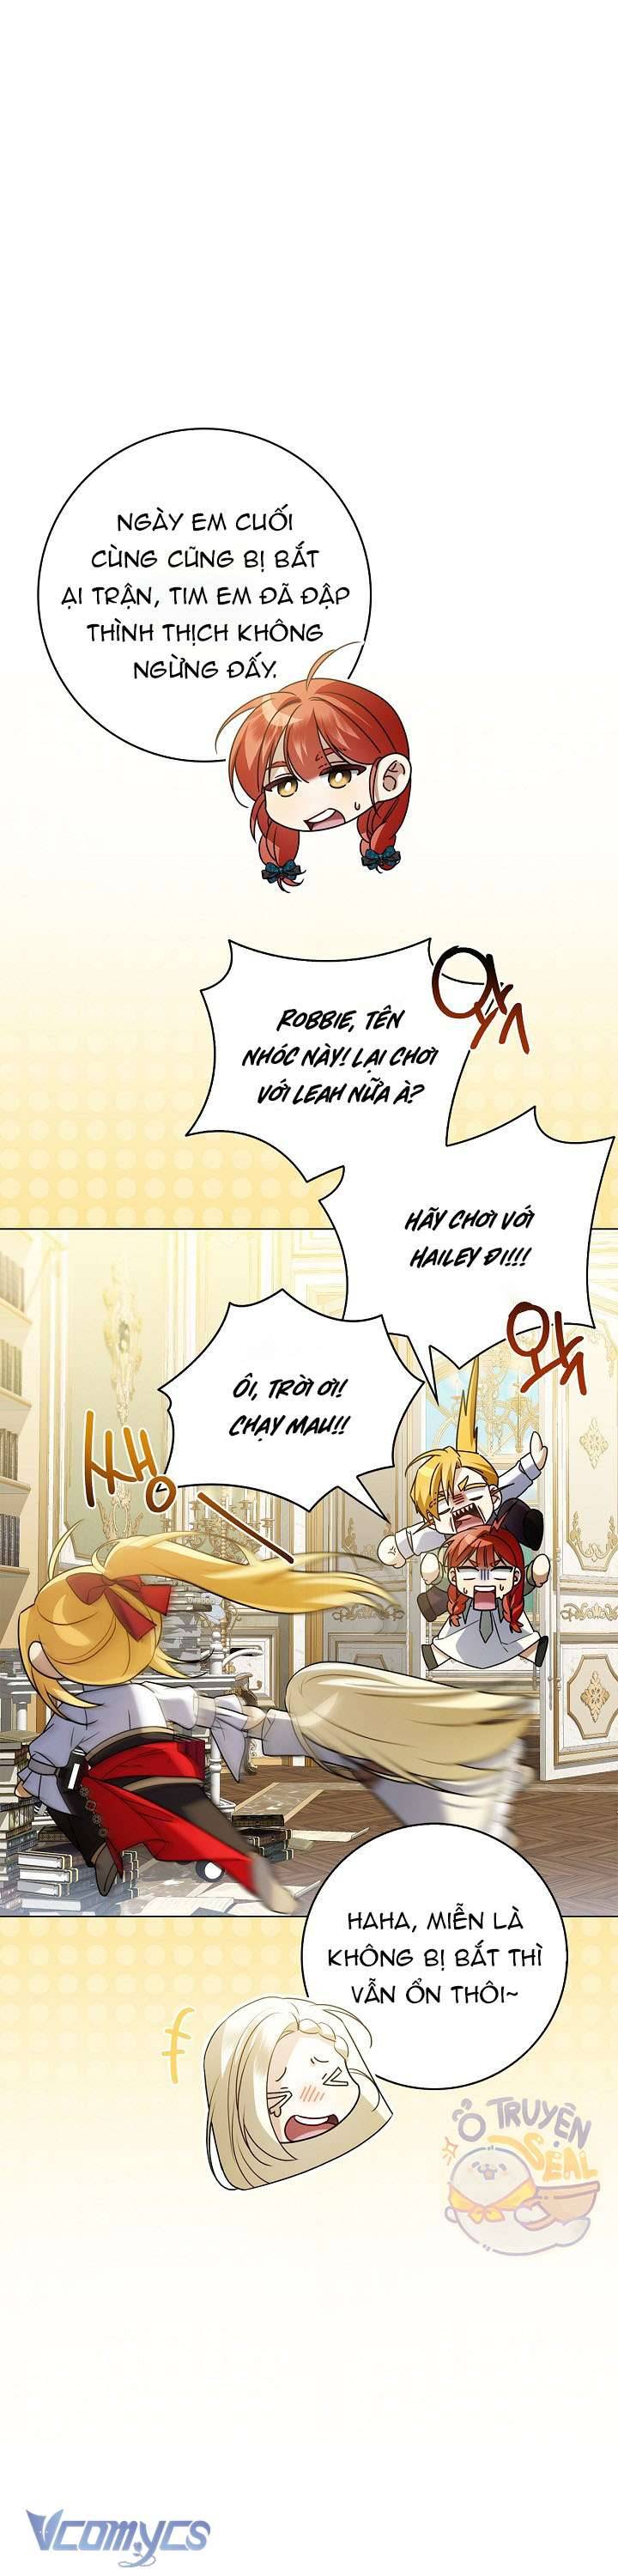 NGÀY EM CUỐI
CÙNG CŨNG BỊ BẮT
TẠI TRẬN, TIM EM ĐÃ ĐẬP
THÌNH THỊCH KHÔNG
NGỪNG ĐẤY.
ROBBIE, TÊN
NHÓC NÀY! LẠI CHƠI
VỚI LEAH NỮA À?
HÃY CHƠI VỚI
HAILEY ĐI!!!
ÔI, TRỜI ƠI!
CHẠY MAU!!
HAHA, MIỄN LÀ
KHÔNG BỊ BẮT THÌ
VẪN ỔN THÔI~
Ổ TRUYỆN
SEAL
Vcomycs